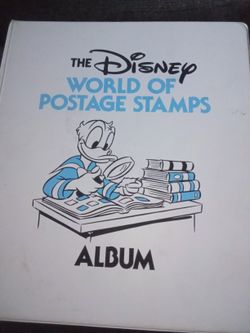 THE DISNEY
WORLD OF
POSTAGE STAMPS
ALBUM